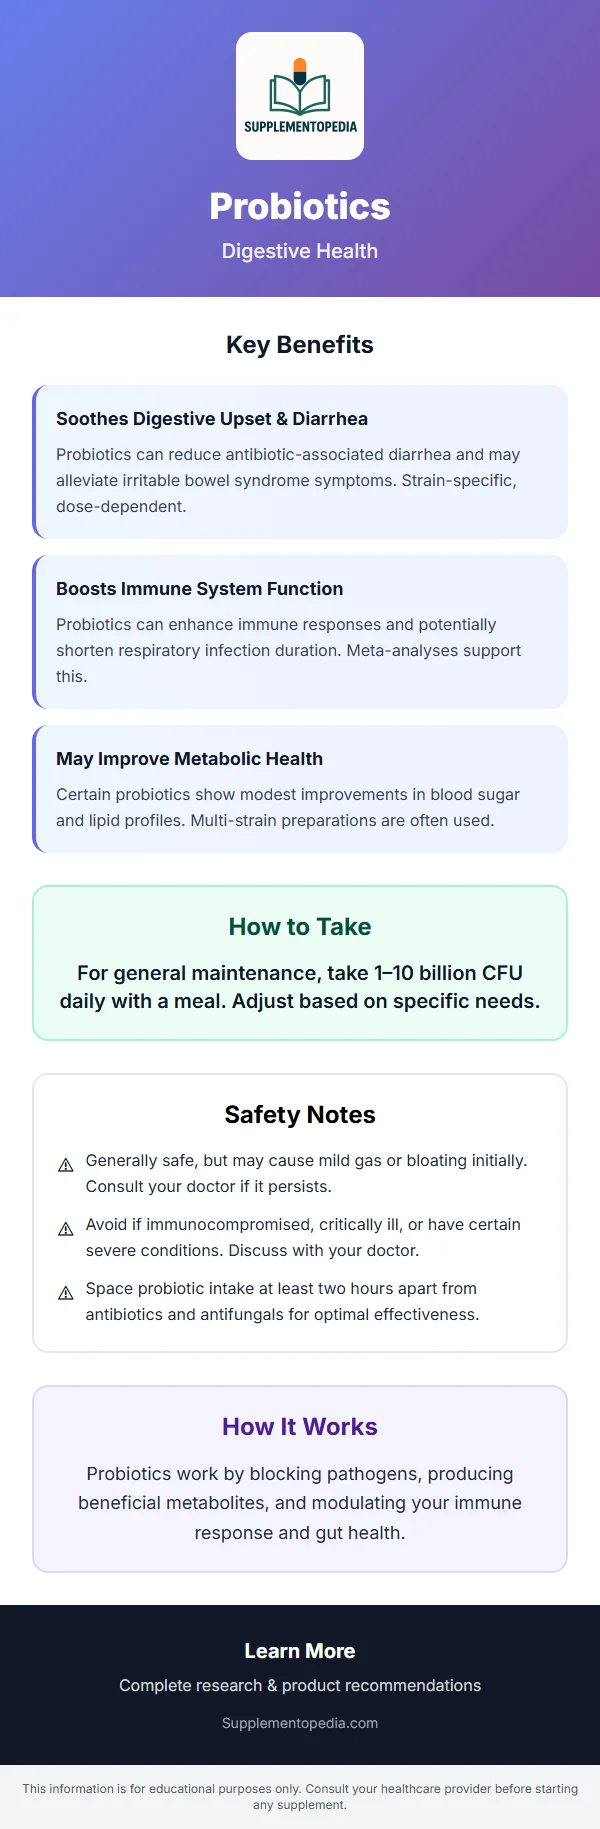 SUPPLEMENTOPEDIA
Probiotics
Digestive Health
Key Benefits
Soothes Digestive Upset & Diarrhea
Probiotics can reduce antibiotic-associated diarrhea and may
alleviate irritable bowel syndrome symptoms. Strain-specific,
dose-dependent.
Boosts Immune System Function
Probiotics can enhance immune responses and potentially
shorten respiratory infection duration. Meta-analyses support
this.
May Improve Metabolic Health
Certain probiotics show modest improvements in blood sugar
and lipid profiles. Multi-strain preparations are often used.
How to Take
For general maintenance, take 1–10 billion CFU
daily with a meal. Adjust based on specific needs.
Safety Notes
Generally safe, but may cause mild gas or bloating initially.
Consult your doctor if it persists.
Avoid if immunocompromised, critically ill, or have certain
severe conditions. Discuss with your doctor.
Space probiotic intake at least two hours apart from
antibiotics and antifungals for optimal effectiveness.
How It Works
Probiotics work by blocking pathogens, producing
beneficial metabolites, and modulating your immune
response and gut health.
Learn More
Complete research & product recommendations
Supplementopedia.com
This information is for educational purposes only. Consult your healthcare provider before starting
any supplement.